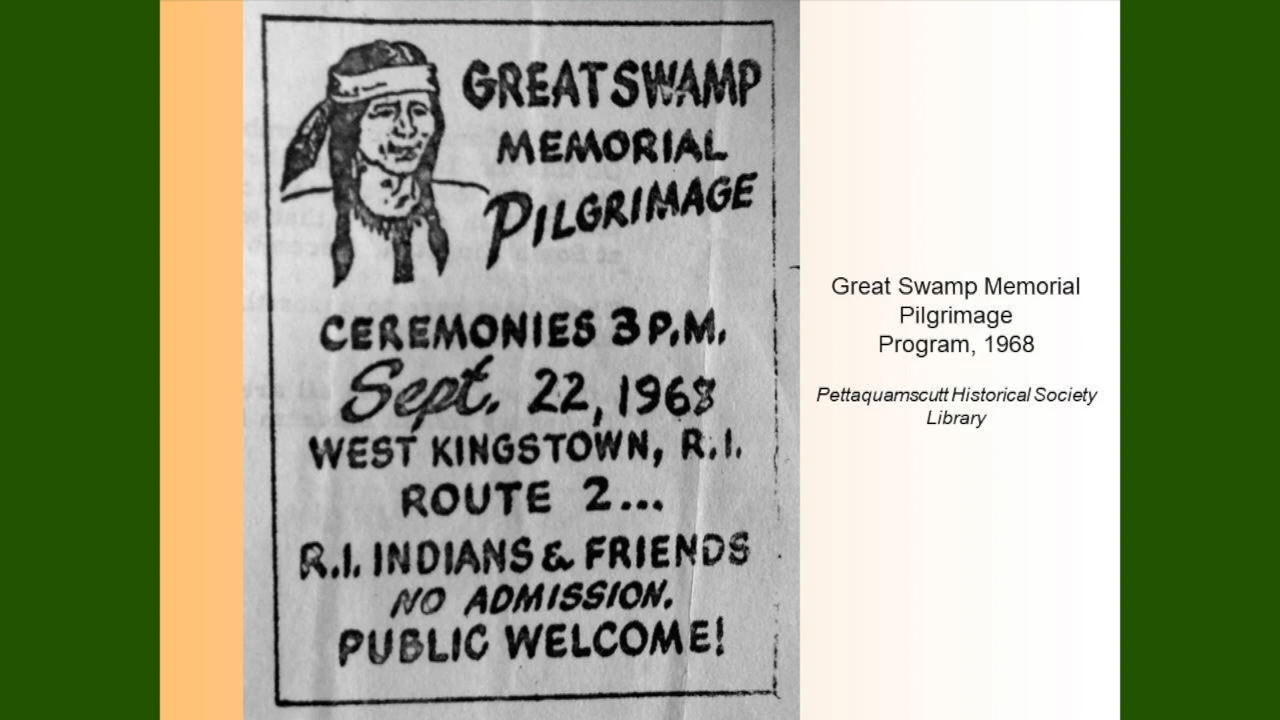 GREAT SWAMP
MEMORIAL
PILGRIMAGE
CEREMONIES 3 P.M.
Sept. 22, 1968
WEST KINGSTOWN, R.I.
ROUTE 2...
R.I. INDIANS & FRIENDS
NO ADMISSION.
PUBLIC WELCOME!
Great Swamp Memorial
Pilgrimage
Program, 1968
Pettaquamscutt Historical Society
Library